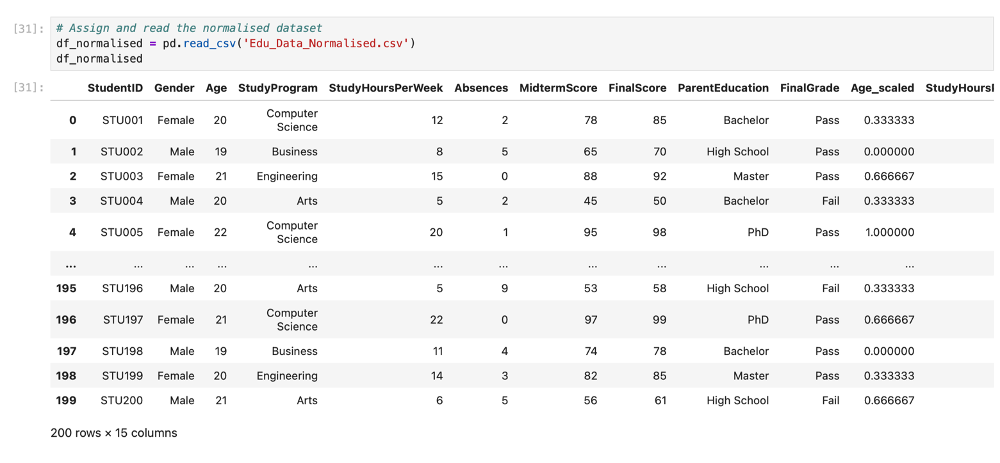 [31]: # Assign and read the normalised dataset
df_normalised = pd.read_csv('Edu_Data_Normalised.csv')
df_normalised
[31]: StudentID Gender Age StudyProgram StudyHoursPerWeek Absences MidtermScore FinalScore ParentEducation FinalGrade Age_scaled StudyHoursI
0 STU001 Female 20 Computer Science 12 2 78 85 Bachelor Pass 0.333333
1 STU002 Male 19 Business 8 5 65 70 High School Pass 0.000000
2 STU003 Female 21 Engineering 15 0 88 92 Master Pass 0.666667
3 STU004 Male 20 Arts 5 2 45 50 Bachelor Fail 0.333333
4 STU005 Female 22 Computer Science 20 1 95 98 PhD Pass 1.000000
... ... ... ... ... ... ... ... ... ... ... ...
195 STU196 Male 20 Arts 5 9 53 58 High School Fail 0.333333
196 STU197 Female 21 Computer Science 22 0 97 99 PhD Pass 0.666667
197 STU198 Male 19 Business 11 4 74 78 Bachelor Pass 0.000000
198 STU199 Female 20 Engineering 14 3 82 85 Master Pass 0.333333
199 STU200 Male 21 Arts 6 5 56 61 High School Fail 0.666667
200 rows × 15 columns